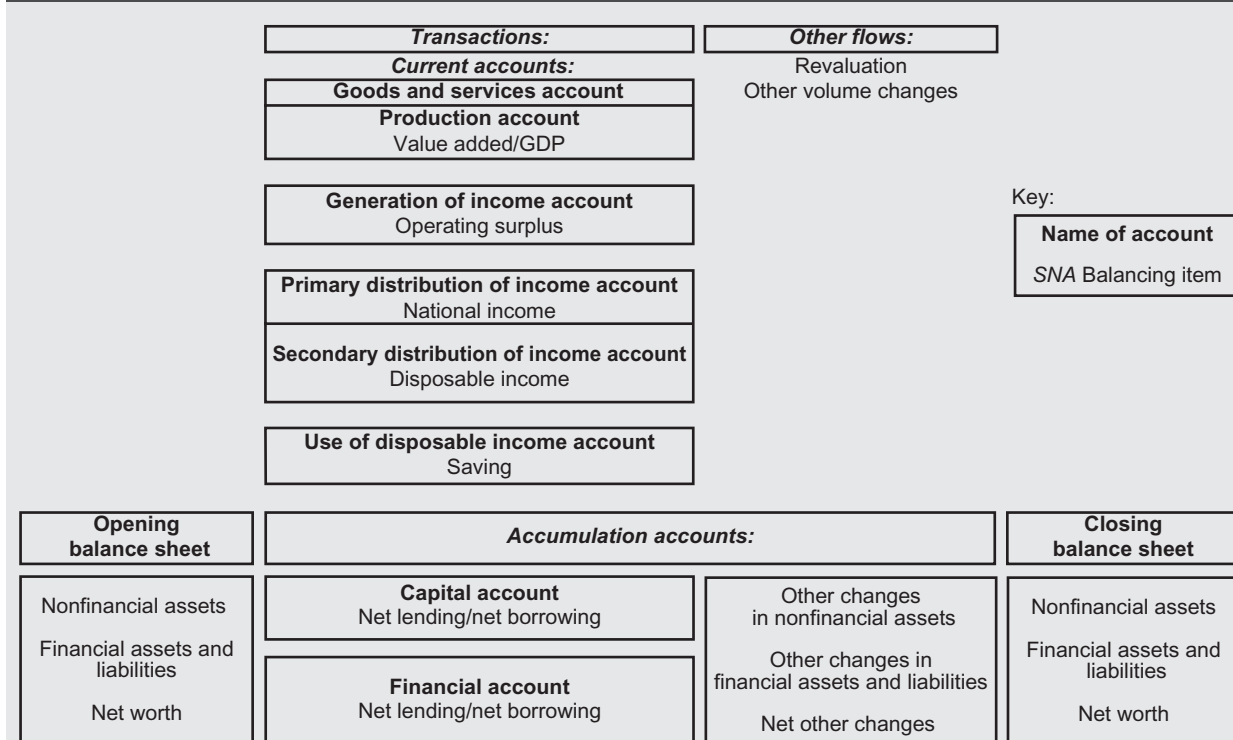 Transactions:
Other flows:
Current accounts:
Revaluation
Goods and services account
Other volume changes
Production account
Value added/GDP
Generation of income account
Operating surplus
Key:
Name of account
SNA Balancing item
Primary distribution of income account
National income
Secondary distribution of income account
Disposable income
Use of disposable income account
Saving
Opening
balance sheet
Accumulation accounts:
Closing
balance sheet
Nonfinancial assets
Financial assets and
liabilities
Net worth
Capital account
Net lending/net borrowing
Financial account
Net lending/net borrowing
Other changes
in nonfinancial assets
Other changes in
financial assets and liabilities
Net other changes
Nonfinancial assets
Financial assets and
liabilities
Net worth